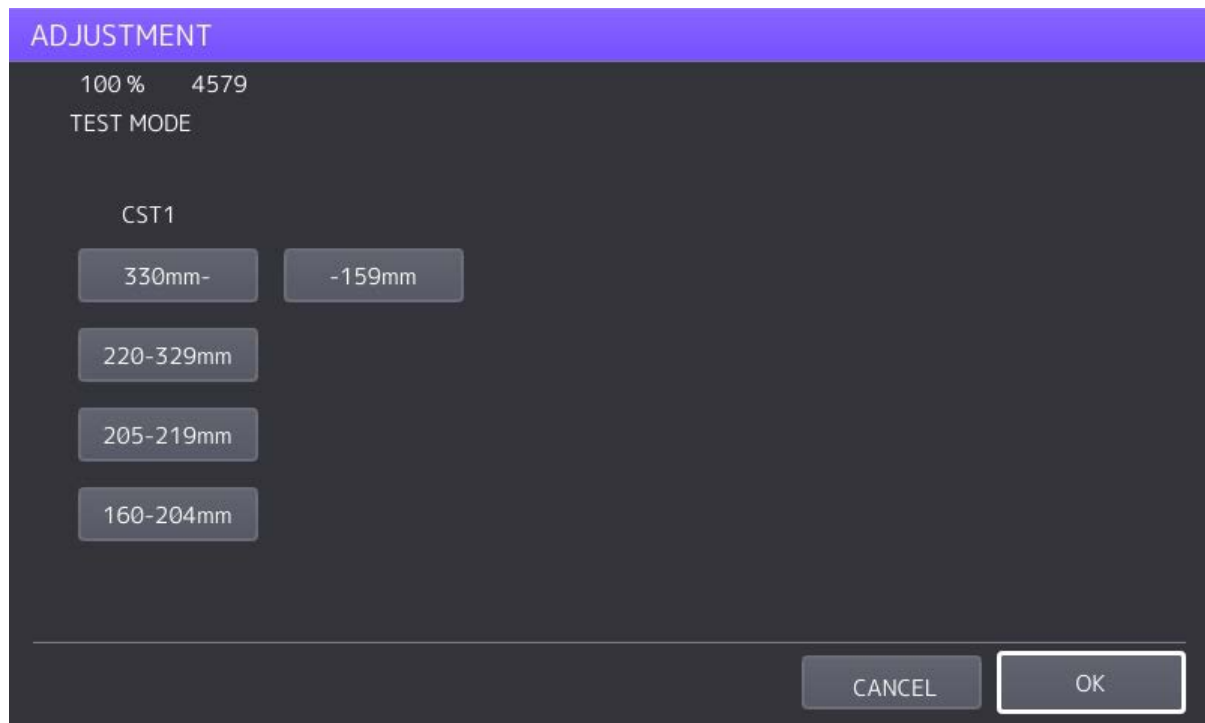 ADJUSTMENT
100 % 4579
TEST MODE
CST1
330mm- -159mm
220-329mm
205-219mm
160-204mm
CANCEL OK